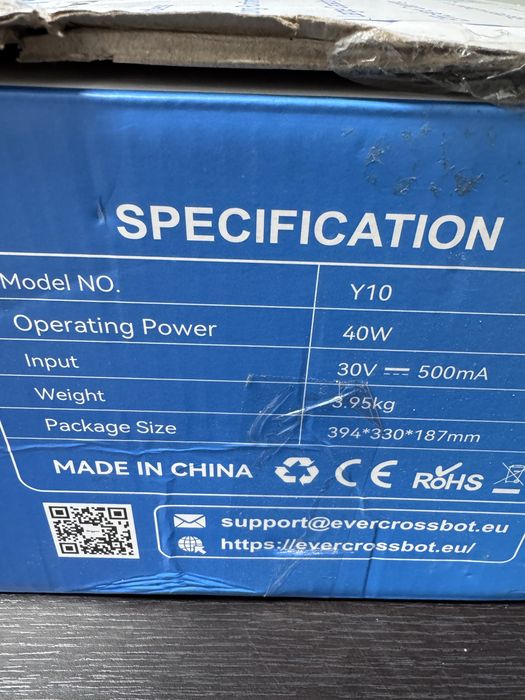 SPECIFICATION
Model NO. Y10
Operating Power 40W
Input 30V ⎓ 500mA
Weight 3.95kg
Package Size 394*330*187mm
MADE IN CHINA CE RoHS
support@evercrossbot.eu
https://evercrossbot.eu/